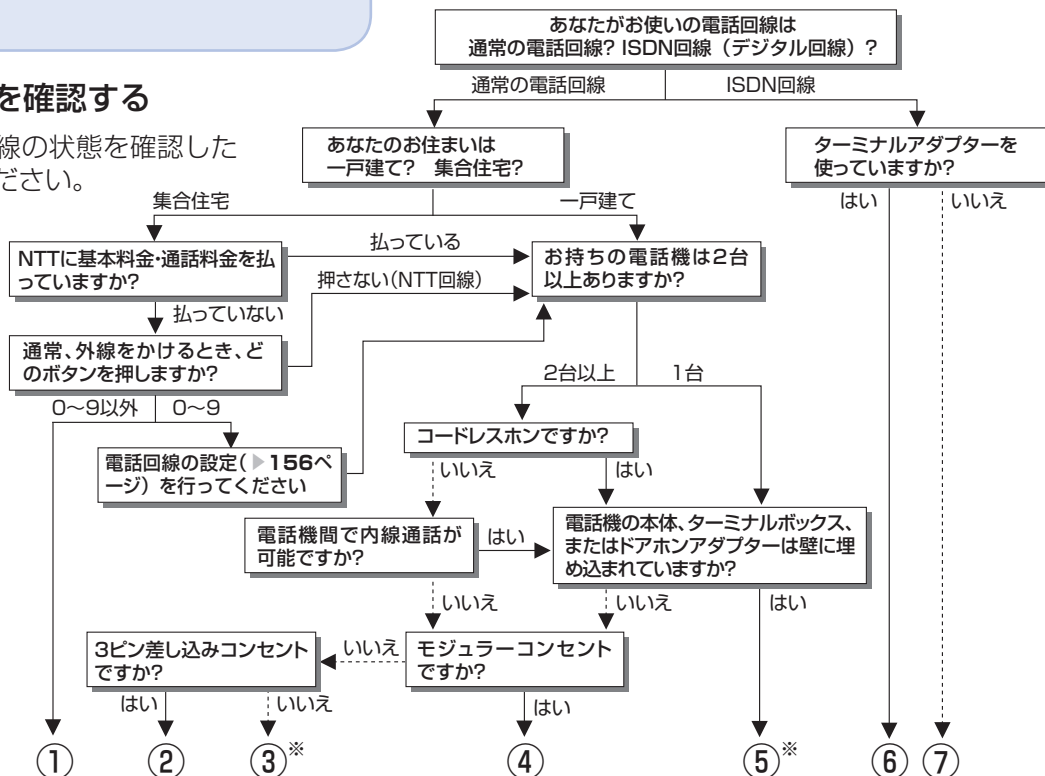 あなたがお使いの電話回線は
通常の電話回線? ISDN回線（デジタル回線）?
通常の電話回線
ISDN回線
を確認する
線の状態を確認した
ださい。
あなたのお住まいは
一戸建て? 集合住宅?
ターミナルアダプターを
使っていますか?
はい
いいえ
集合住宅
一戸建て
NTTに基本料金・通話料金を払
っていますか?
払っている
お持ちの電話機は2台
以上ありますか?
押さない(NTT回線)
払っていない
通常、外線をかけるとき、ど
のボタンを押しますか?
0〜9以外
0〜9
2台以上
1台
電話回線の設定(▶156ペ
ージ）を行ってください
コードレスホンですか?
いいえ
はい
電話機間で内線通話が
可能ですか?
はい
電話機の本体、ターミナルボックス、
またはドアホンアダプターは壁に埋
め込まれていますか?
いいえ
いいえ
はい
3ピン差し込みコンセント
ですか?
いいえ
モジュラーコンセント
ですか?
はい
いいえ
はい
①
②
③※
④
⑤※
⑥
⑦